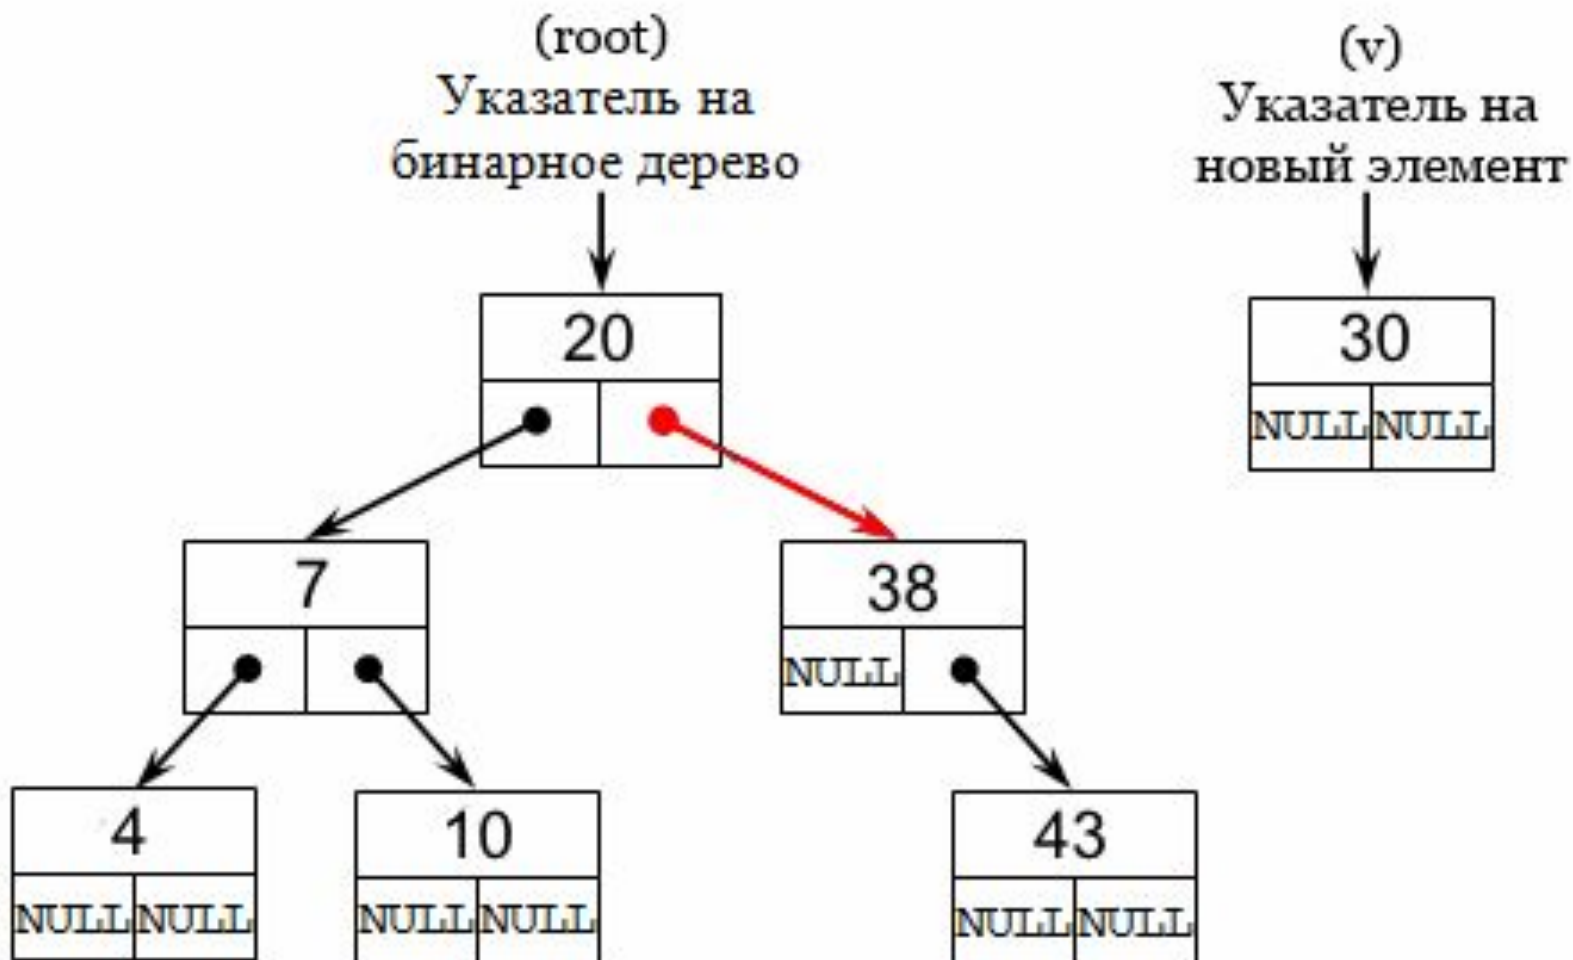 (root)
Указатель на
бинарное дерево
(v)
Указатель на
новый элемент
20
30
NULL NULL
7
38
NULL
4
10
43
NULL NULL
NULL NULL
NULL NULL